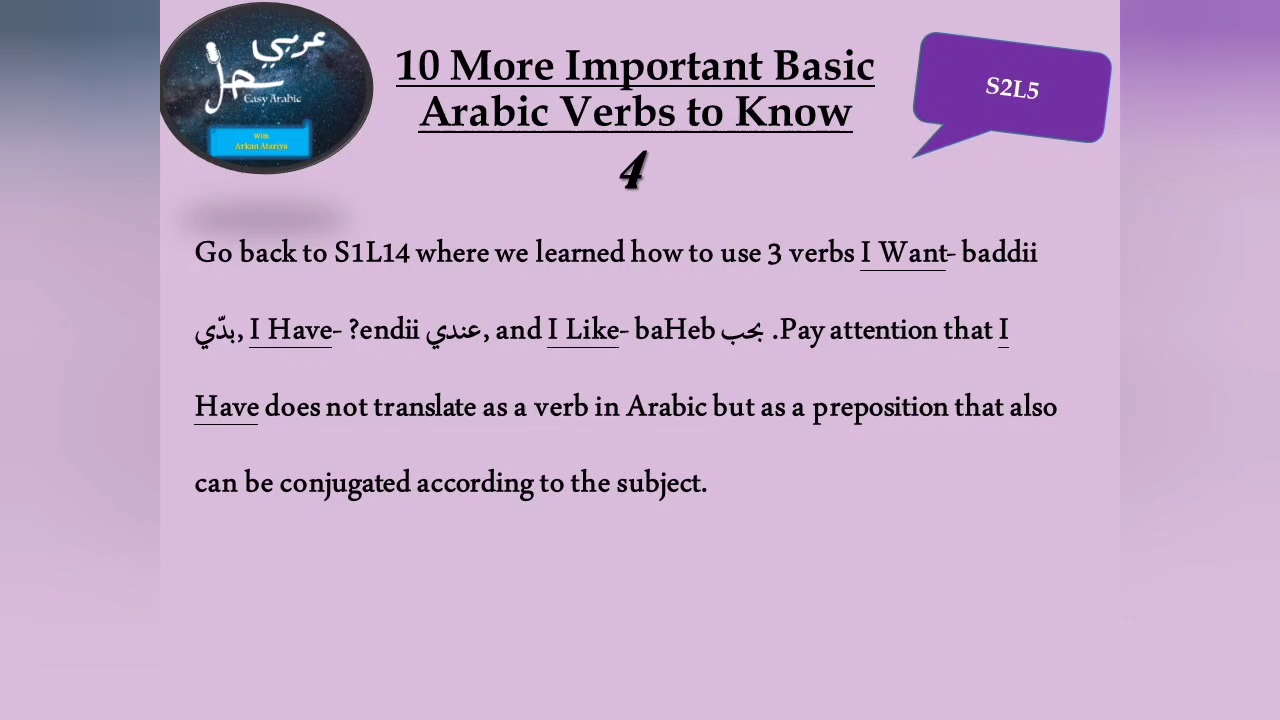 عربي
سهل
Easy Arabic
With
Arkan Atariya
10 More Important Basic
Arabic Verbs to Know
4
S2L5
Go back to S1L14 where we learned how to use 3 verbs I Want- baddii
بدّي, I Have- ?endii عندي, and I Like- baHeb بحب .Pay attention that I
Have does not translate as a verb in Arabic but as a preposition that also
can be conjugated according to the subject.